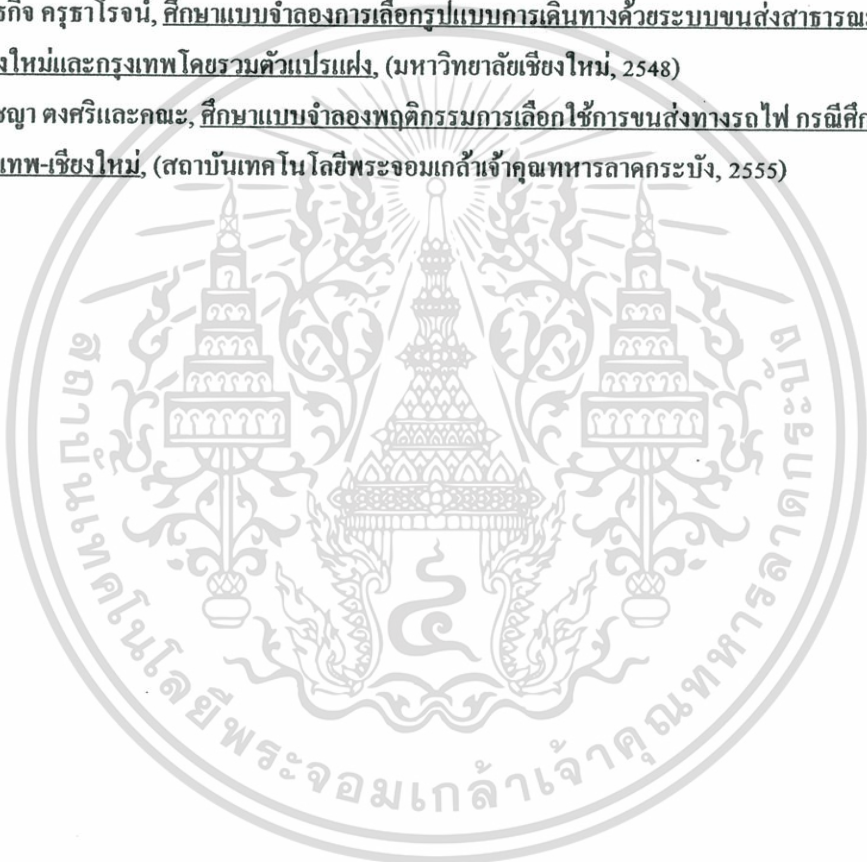 ครุธาโรจน์, ศึกษาแบบจำลองการเลือกรูปแบบการเดินทางด้วยระบบขนส่งสาธารณะ
งใหม่และกรุงเทพโดยรวมตัวแปรแฝง, (มหาวิทยาลัยเชียงใหม่, 2548)
ชญา ตงศริและคณะ, ศึกษาแบบจำลองพฤติกรรมการเลือกใช้การขนส่งทางรถไฟ กรณีศึก
เทพ-เชียงใหม่, (สถาบันเทคโนโลยีพระจอมเกล้าเจ้าคุณทหารลาดกระบัง, 2555)
สถาบันเทคโนโลยีพระจอมเกล้าเจ้าคุณทหารลาดกระบัง